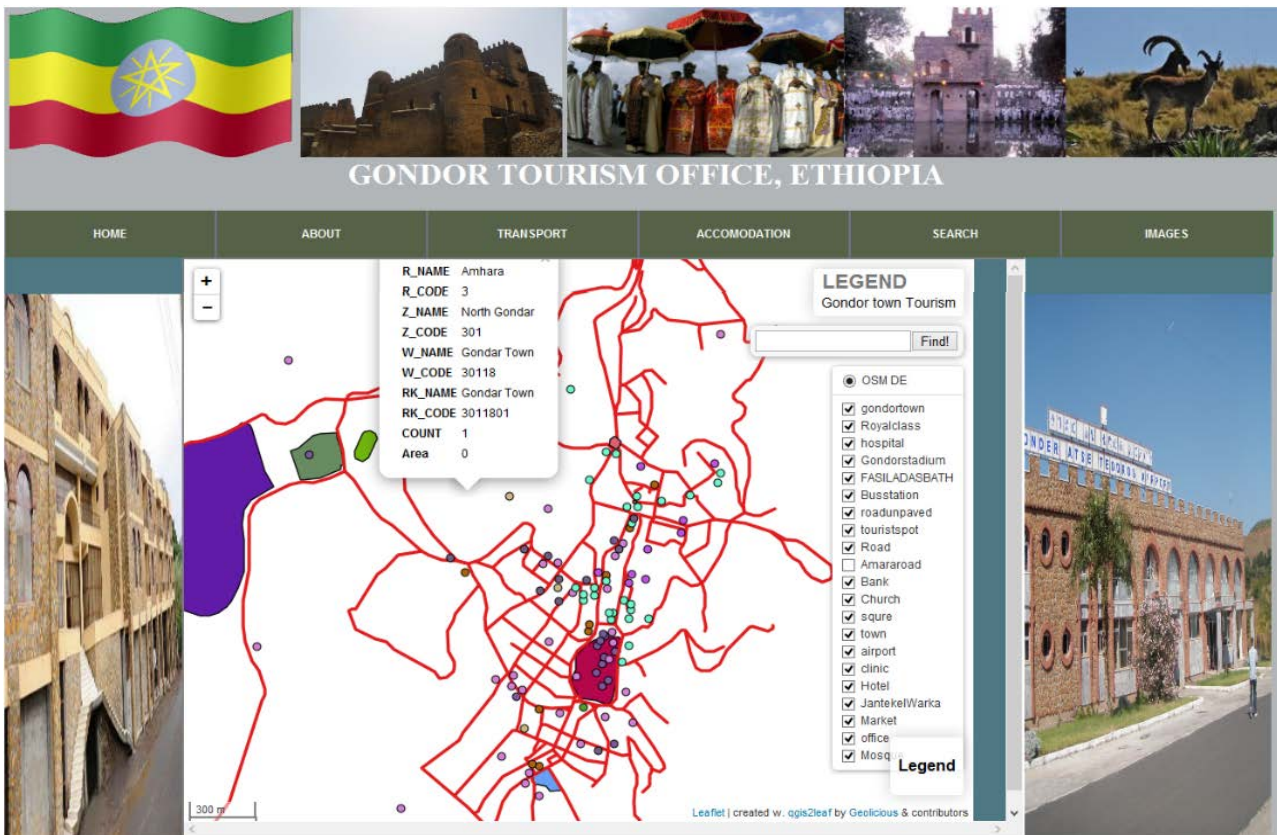 GONDOR TOURISM OFFICE, ETHIOPIA
HOME
ABOUT
TRANSPORT
ACCOMODATION
SEARCH
IMAGES
+
−
R_NAME Amhara
R_CODE 3
Z_NAME North Gondar
Z_CODE 301
W_NAME Gondar Town
W_CODE 30118
RK_NAME Gondar Town
RK_CODE 3011801
COUNT 1
Area 0
LEGEND
Gondor town Tourism
Find!
OSM DE
gondortown
Royalclass
hospital
Gondorstadium
FASILADASBATH
Busstation
roadunpaved
touristspot
Road
Amararoad
Bank
Church
squre
town
airport
clinic
Hotel
JantekelWarka
Market
office
Mosque
Legend
300 m
Leaflet | created w. qgis2leaf by Geolicious & contributors